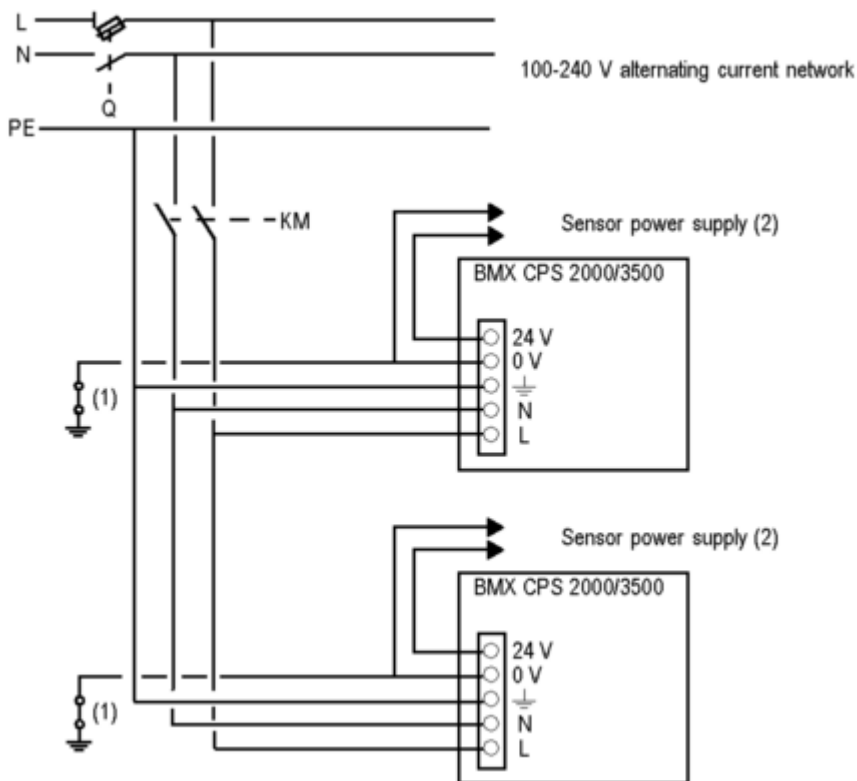 L
N
100-240 V alternating current network
Q
PE
KM
Sensor power supply (2)
BMX CPS 2000/3500
24 V
0 V
(1)
N
L
Sensor power supply (2)
BMX CPS 2000/3500
24 V
0 V
(1)
N
L